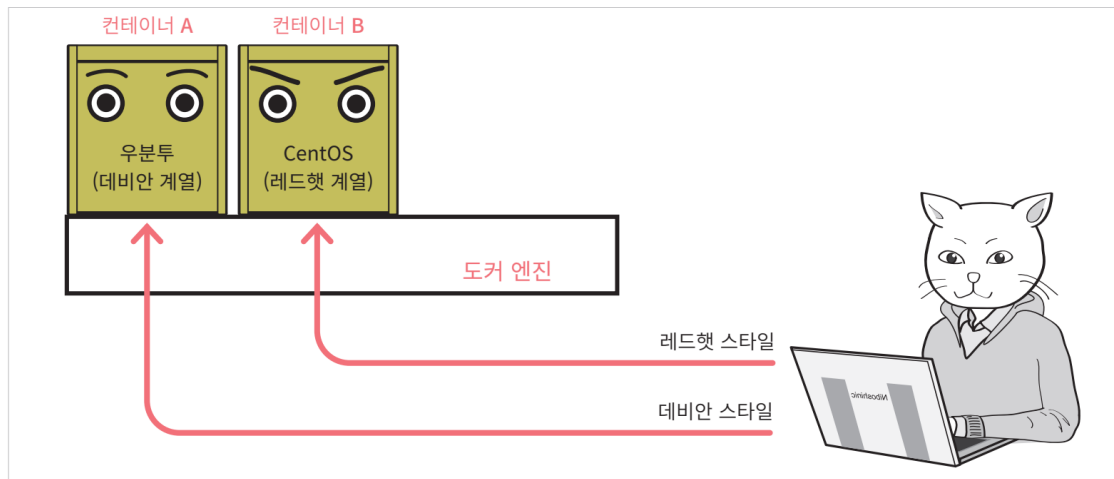 컨테이너 A
컨테이너 B
우분투
(데비안 계열)
CentOS
(레드햇 계열)
도커 엔진
레드햇 스타일
데비안 스타일
Niboshinic